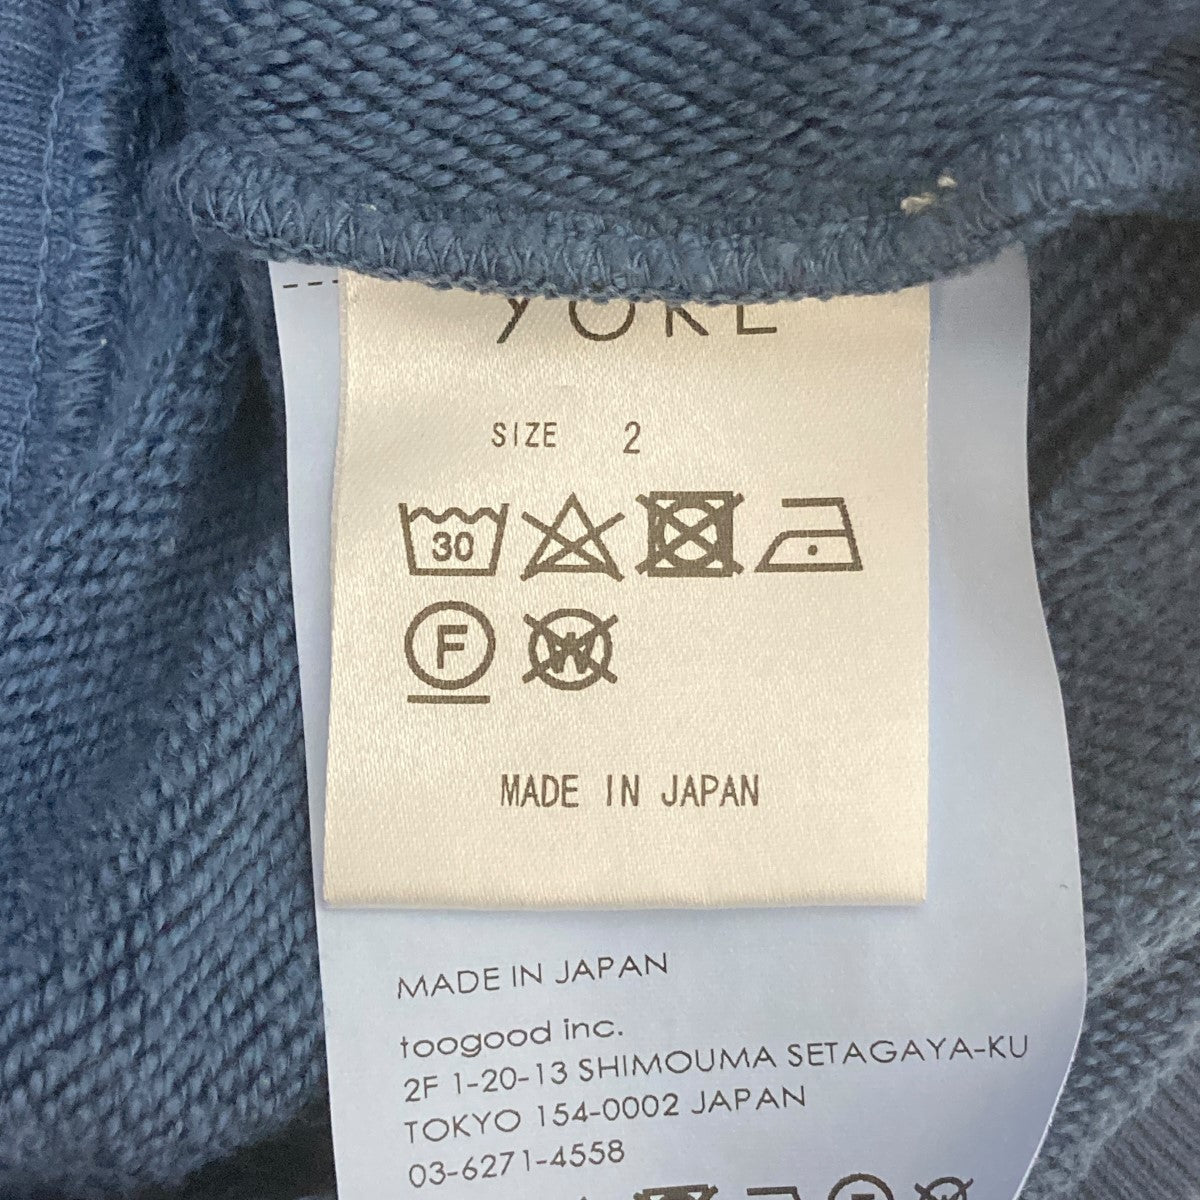 YOKE
SIZE 2
30
F W
MADE IN JAPAN
MADE IN JAPAN
toogood inc.
2F 1-20-13 SHIMOUMA SETAGAYA-KU
TOKYO 154-0002 JAPAN
03-6271-4558